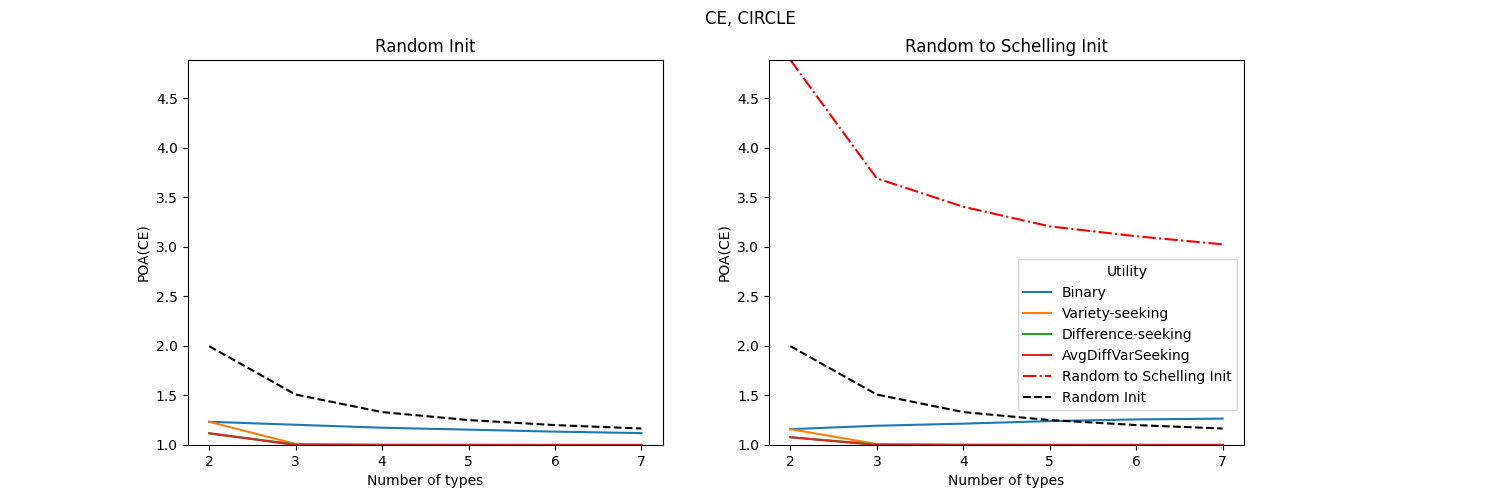 CE, CIRCLE
Random Init
POA(CE)
4.5
4.0
3.5
3.0
2.5
2.0
1.5
1.0
2 3 4 5 6 7
Number of types
Random to Schelling Init
POA(CE)
4.5
4.0
3.5
3.0
2.5
2.0
1.5
1.0
Utility
Binary
Variety-seeking
Difference-seeking
AvgDiffVarSeeking
Random to Schelling Init
Random Init
2 3 4 5 6 7
Number of types